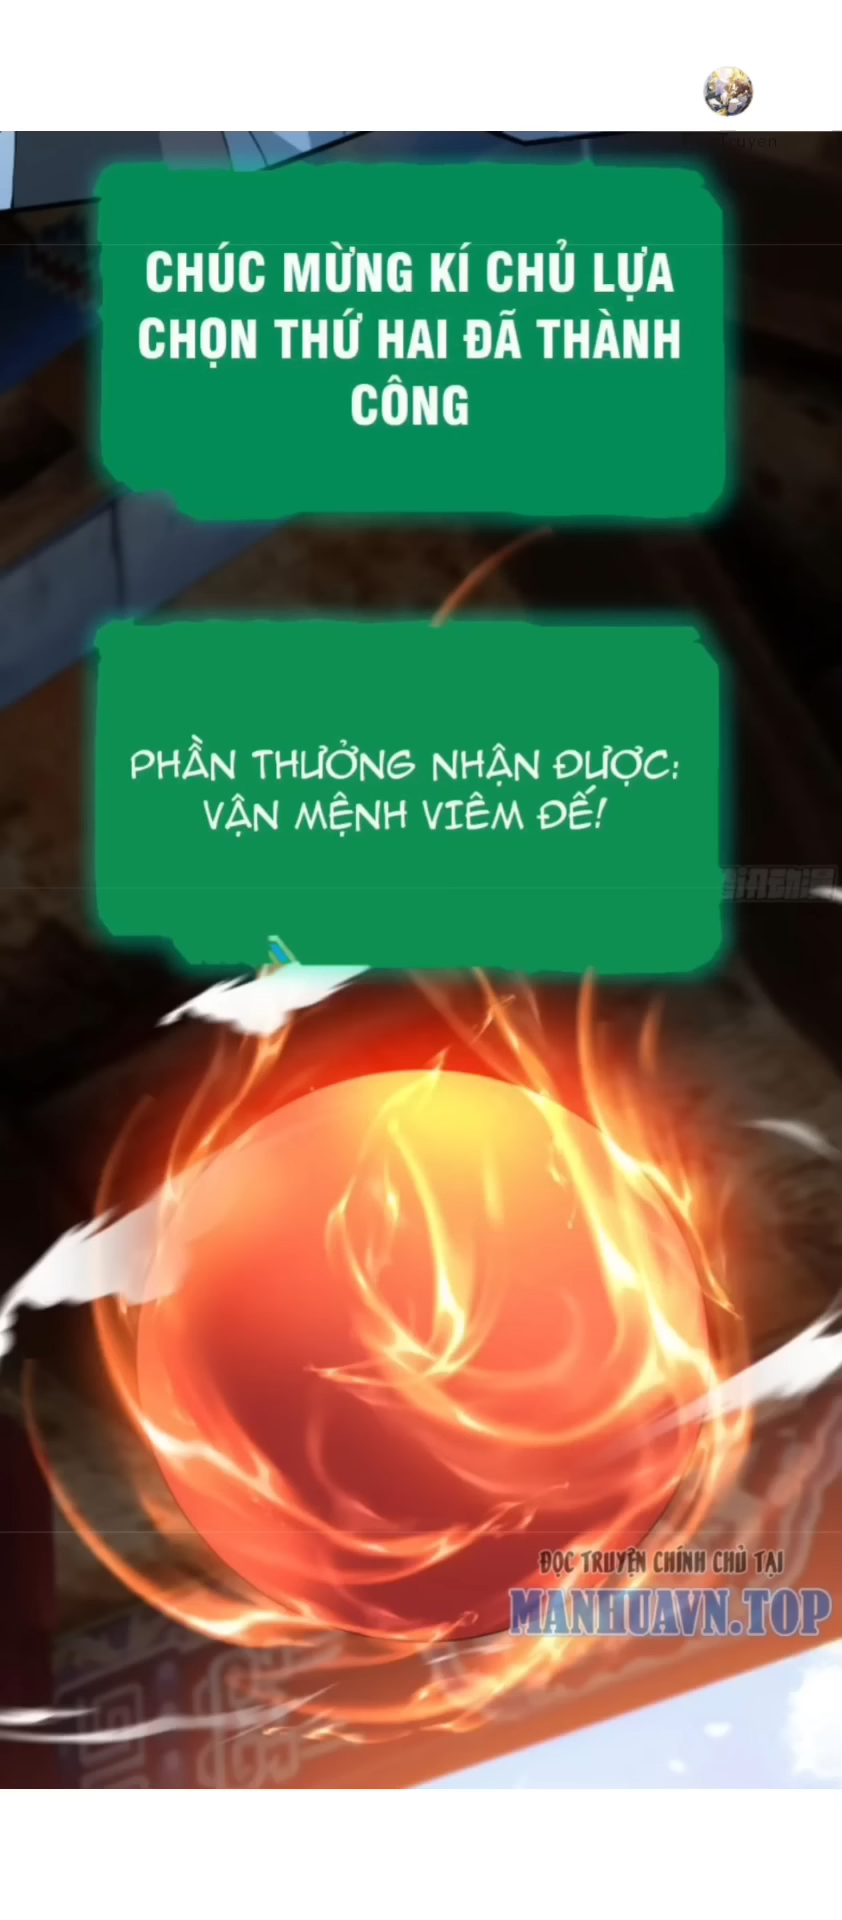 Truyen
CHÚC MỪNG KÍ CHỦ LỰA
CHỌN THỨ HAI ĐÃ THÀNH
CÔNG
PHẦN THƯỞNG NHẬN ĐƯỢC:
VẬN MỆNH VIÊM ĐẾ!
ĐỌC TRUYỆN CHÍNH CHỦ TẠI
MANHUAVN.TOP